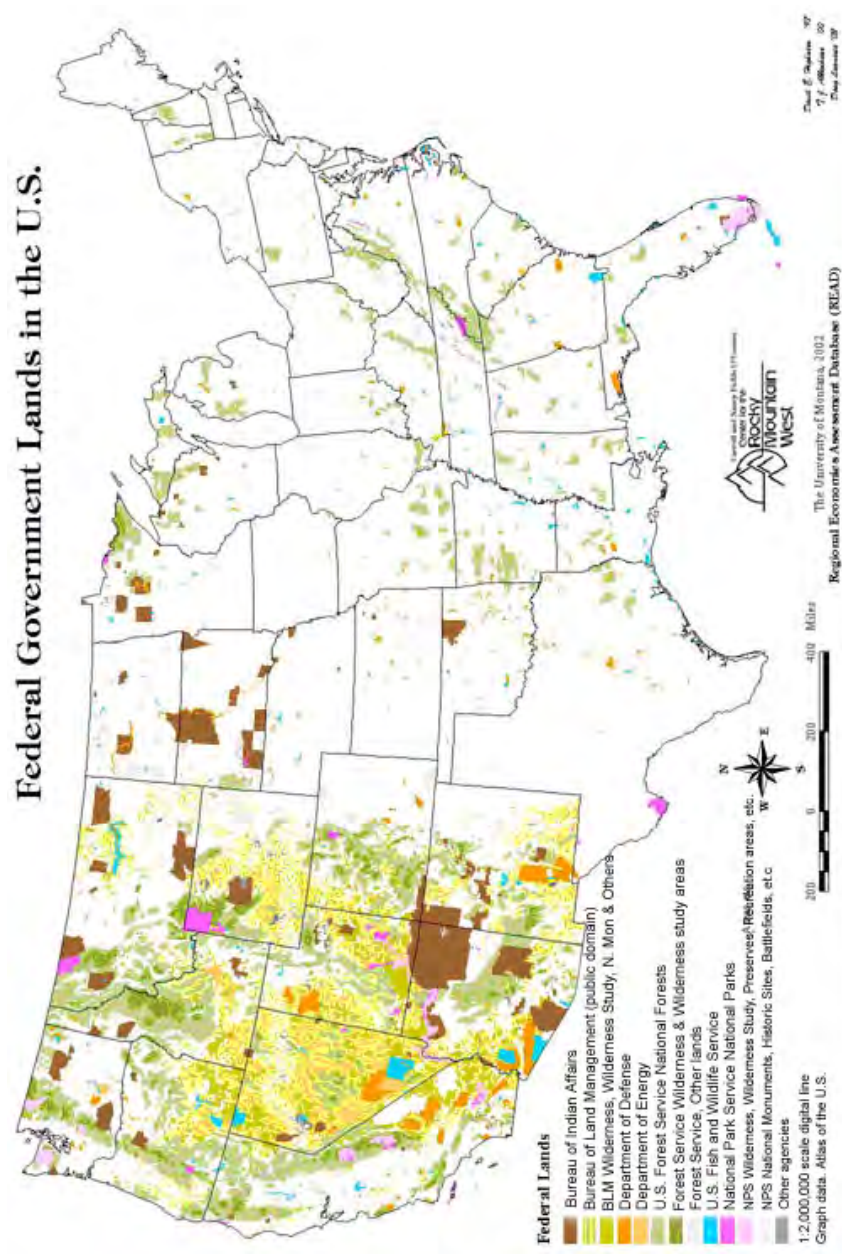 Federal Government Lands in the U.S.
Federal Lands
Bureau of Indian Affairs
Bureau of Land Management (public domain)
BLM Wilderness, Wilderness Study, N. Mon & Others
Department of Defense
Department of Energy
U.S. Forest Service National Forests
Forest Service Wilderness & Wilderness study areas
Forest Service, Other lands
U.S. Fish and Wildlife Service
National Park Service National Parks
NPS Wilderness, Wilderness Study, Preserves, Recreation areas, etc.
NPS National Monuments, Historic Sites, Battlefields, etc
Other agencies
1:2,000,000 scale digital line
Graph data. Atlas of the U.S.
N
W E
S
200 0 200 400 Miles
Center for the
Rocky
Mountain
West
The University of Montana, 2002
Regional Economics Assessment Database (READ)